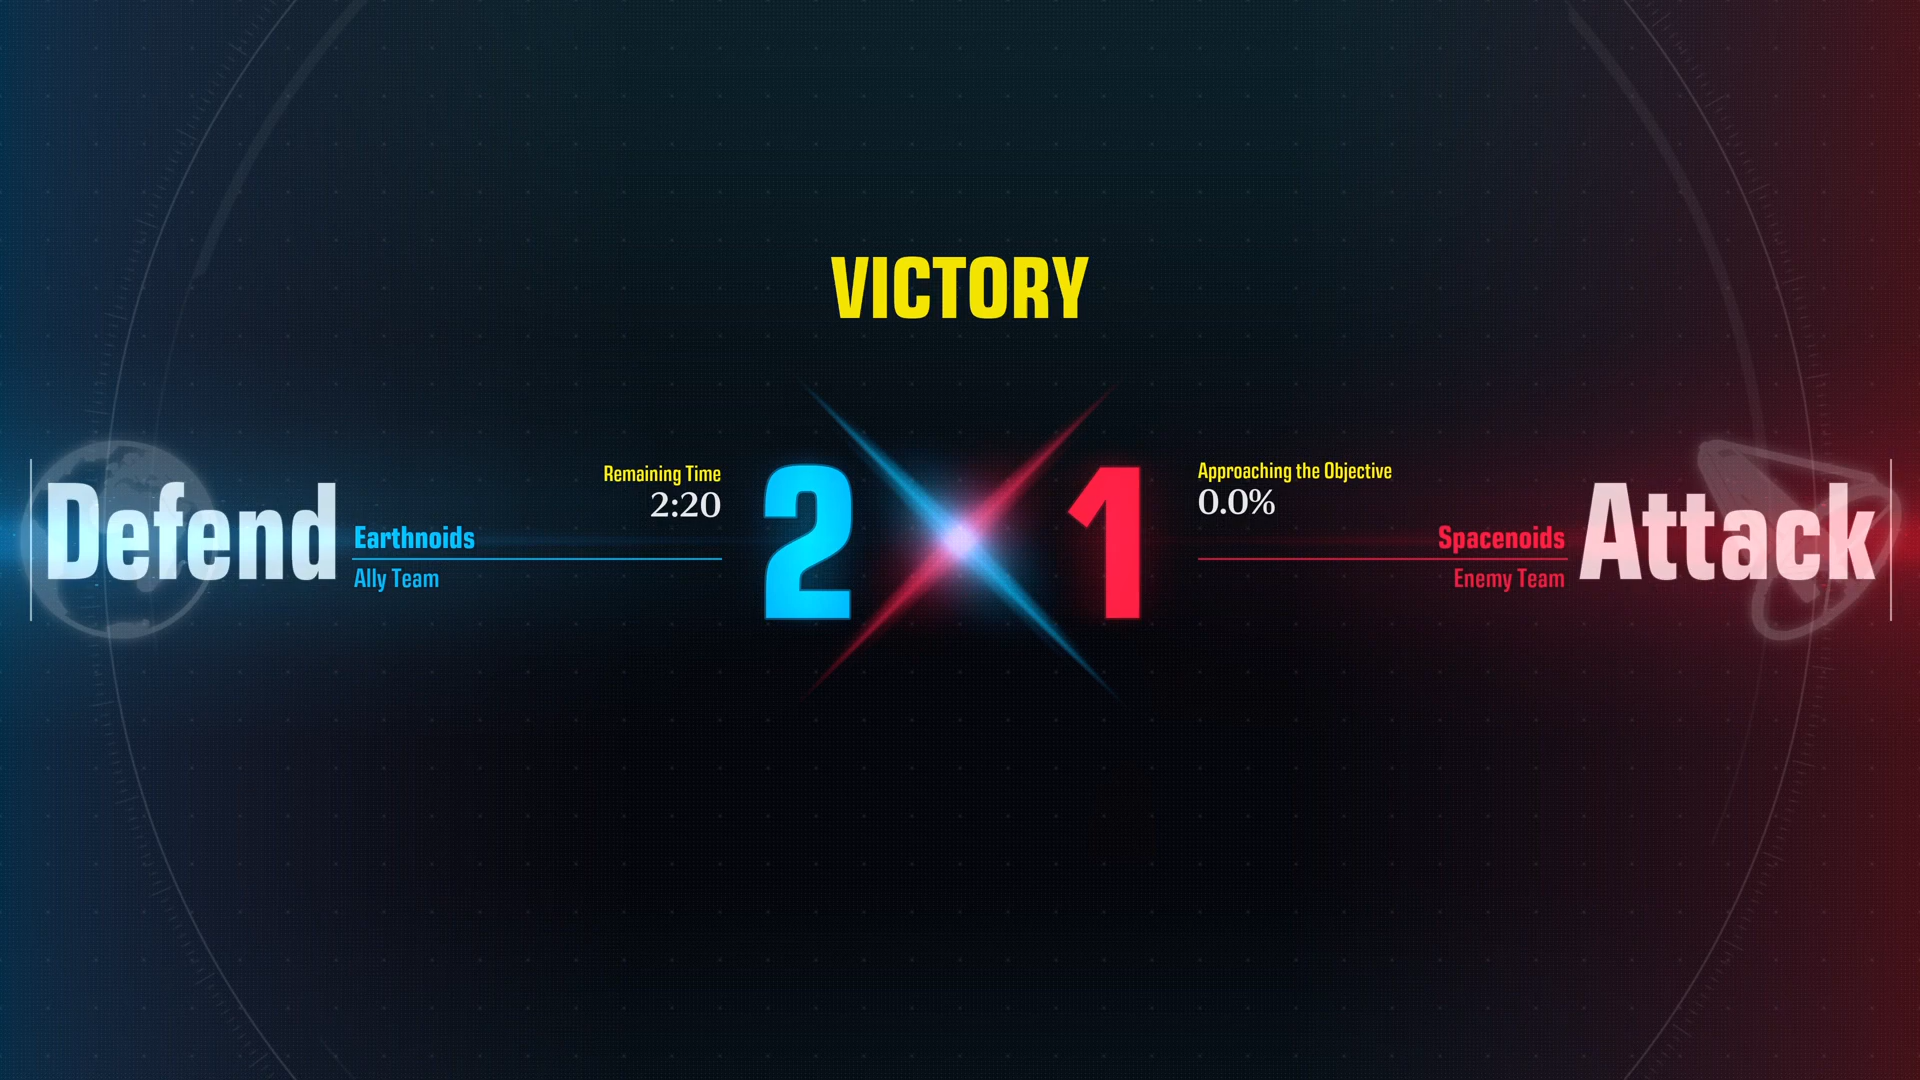 VICTORY
Defend
Earthnoids
Ally Team
Remaining Time
2:20
2
1
Approaching the Objective
0.0%
Spacenoids
Enemy Team
Attack